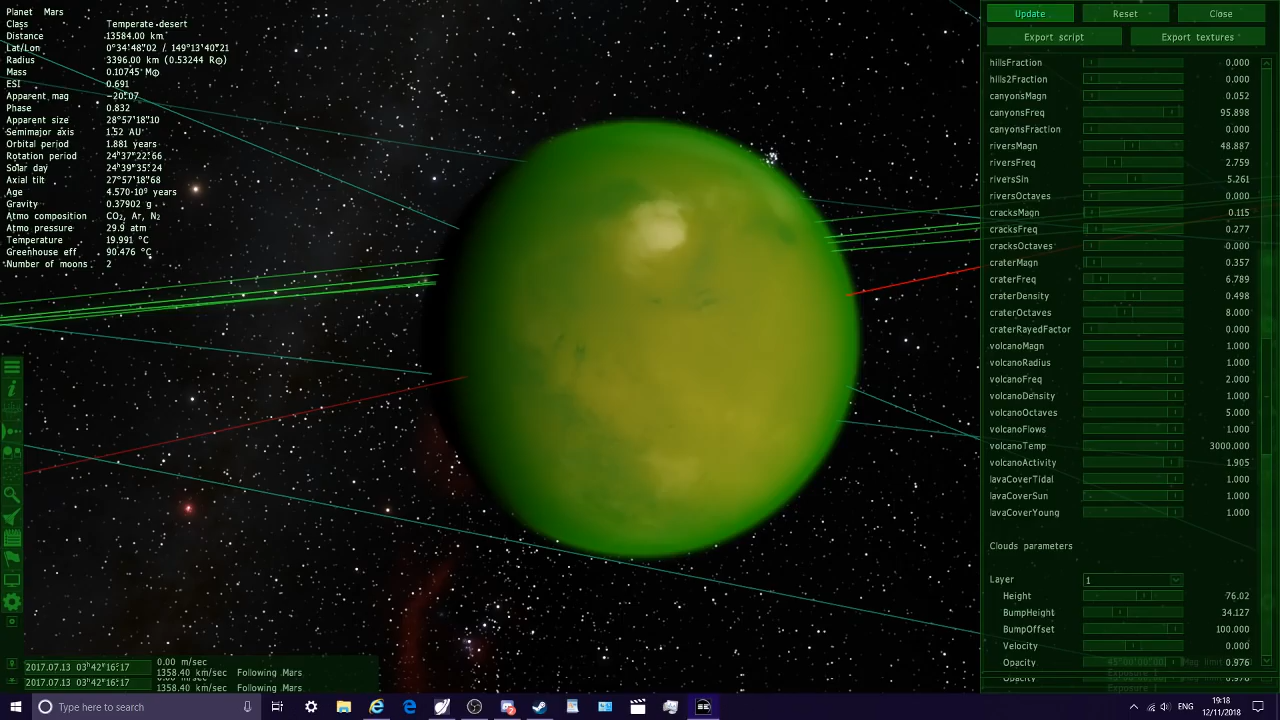 Planet Mars
Class Temperate desert
Distance 13584.00 km
Lat/Lon 0°34'48"02 / 149°13'40"21
Radius 3396.00 km (0.53244 R⊕)
Mass 0.10745 M⊕
ESI 0.691
Apparent mag -20.07
Phase 0.832
Apparent size 28°57'18"10
Semimajor axis 1.52 AU
Orbital period 1.881 years
Rotation period 24ʰ37ᵐ22ˢ66
Solar day 24ʰ39ᵐ35ˢ24
Axial tilt 27°57'18"68
Age 4.570·10⁹ years
Gravity 0.37902 g
Atmo composition CO₂, Ar, N₂
Atmo pressure 29.9 atm
Temperature 19.991 °C
Greenhouse eff 90.476 °C
Number of moons 2
Update Reset Close
Export script Export textures
hillsFraction 0.000
hills2Fraction 0.000
canyonsMagn 0.052
canyonsFreq 95.898
canyonsFraction 0.000
riversMagn 48.887
riversFreq 2.759
riversSin 5.261
riversOctaves 0.000
cracksMagn 0.115
cracksFreq 0.277
cracksOctaves 0.000
craterMagn 0.357
craterFreq 6.789
craterDensity 0.498
craterOctaves 8.000
craterRayedFactor 0.000
volcanoMagn 1.000
volcanoRadius 1.000
volcanoFreq 2.000
volcanoDensity 1.000
volcanoOctaves 5.000
volcanoFlows 1.000
volcanoTemp 3000.000
volcanoActivity 1.905
lavaCoverTidal 1.000
lavaCoverSun 1.000
lavaCoverYoung 1.000
Clouds parameters
Layer 1
Height 76.02
BumpHeight 34.127
BumpOffset 100.000
Velocity 0.000
Opacity 0.976
2017.07.13 03ʰ42ᵐ16ˢ17 0.00 m/sec
1358.40 km/sec Following Mars
2017.07.13 03ʰ42ᵐ16ˢ17
1358.40 km/sec Following Mars
Type here to search
ENG
19:18
12/11/2018